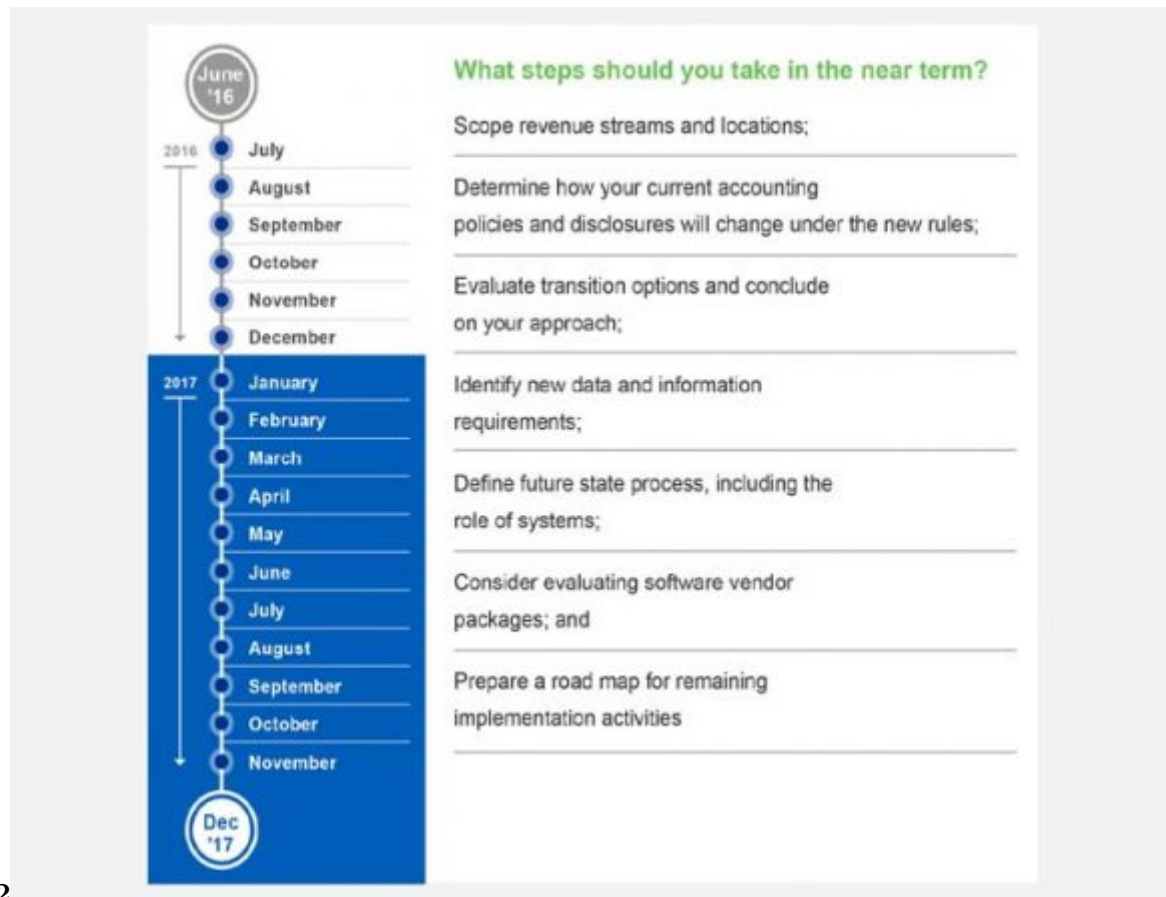 June
'16
2016
July
August
September
October
November
December
2017
January
February
March
April
May
June
July
August
September
October
November
Dec
'17
What steps should you take in the near term?
Scope revenue streams and locations;
Determine how your current accounting
policies and disclosures will change under the new rules;
Evaluate transition options and conclude
on your approach;
Identify new data and information
requirements;
Define future state process, including the
role of systems;
Consider evaluating software vendor
packages; and
Prepare a road map for remaining
implementation activities